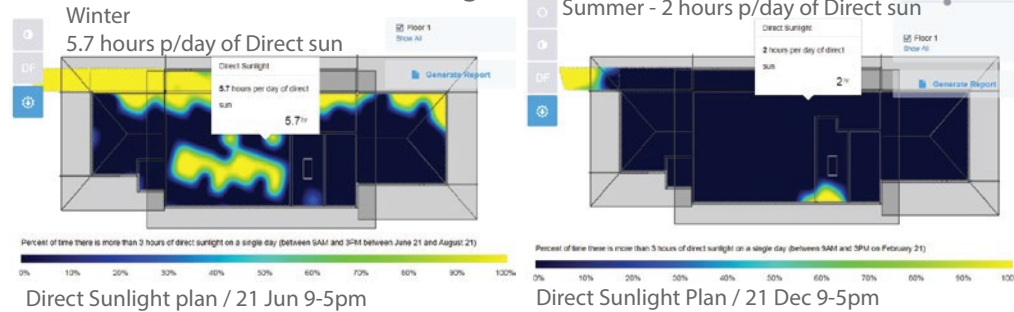 Winter
5.7 hours p/day of Direct sun
DF
Direct Sunlight
5.7 hours per day of direct
sun
5.7 hr
Floor 1
Show All
Generate Report
Percent of time there is more than 3 hours of direct sunlight on a single day (between 9AM and 3PM between June 21 and August 21)
0% 10% 20% 30% 40% 50% 60% 70% 80% 90% 100%
Direct Sunlight plan / 21 Jun 9-5pm
Summer - 2 hours p/day of Direct sun
DF
Direct Sunlight
2 hours per day of direct
sun
2 hr
Floor 1
Show All
Generate Report
Percent of time there is more than 3 hours of direct sunlight on a single day (between 9AM and 3PM on February 21)
0% 10% 20% 30% 40% 50% 60% 70% 80% 90% 100
Direct Sunlight Plan / 21 Dec 9-5pm